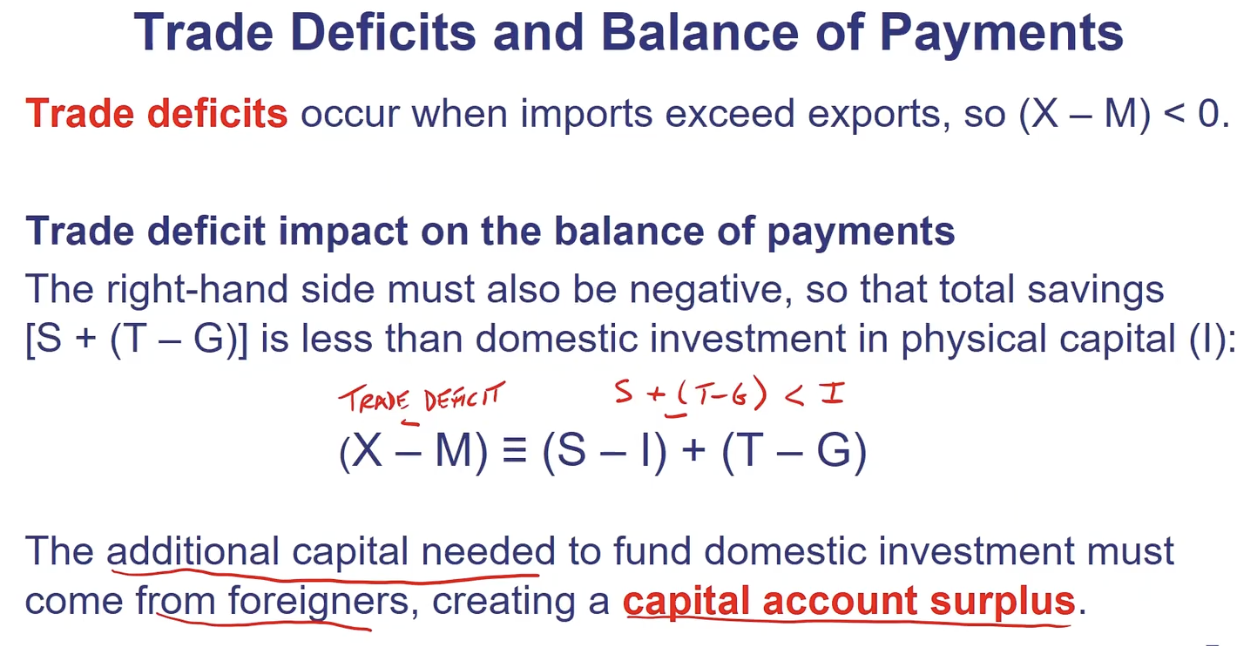 Trade Deficits and Balance of Payments
Trade deficits occur when imports exceed exports, so (X – M) < 0.
Trade deficit impact on the balance of payments
The right-hand side must also be negative, so that total savings
[S + (T – G)] is less than domestic investment in physical capital (I):
TRADE DEFICIT S + (T-G) < I
(X – M) ≡ (S – I) + (T – G)
The additional capital needed to fund domestic investment must
come from foreigners, creating a capital account surplus.